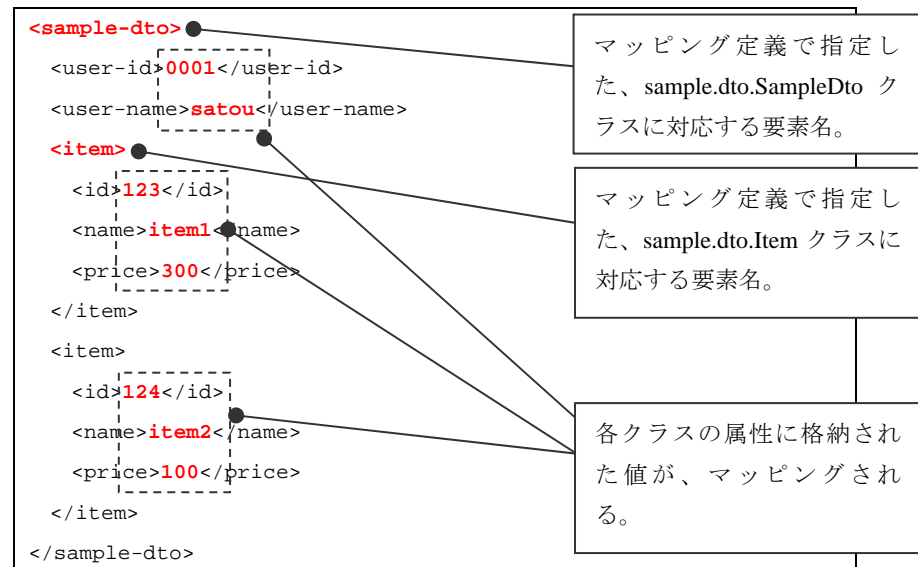 <sample-dto>
<user-id>0001</user-id>
<user-name>satou</user-name>
<item>
<id>123</id>
<name>item1</name>
<price>300</price>
</item>
<item>
<id>124</id>
<name>item2</name>
<price>100</price>
</item>
</sample-dto>
マッピング定義で指定し
た、sample.dto.SampleDto ク
ラスに対応する要素名。
マッピング定義で指定し
た、sample.dto.Item クラスに
対応する要素名。
各クラスの属性に格納され
た値が、マッピングされ
る。